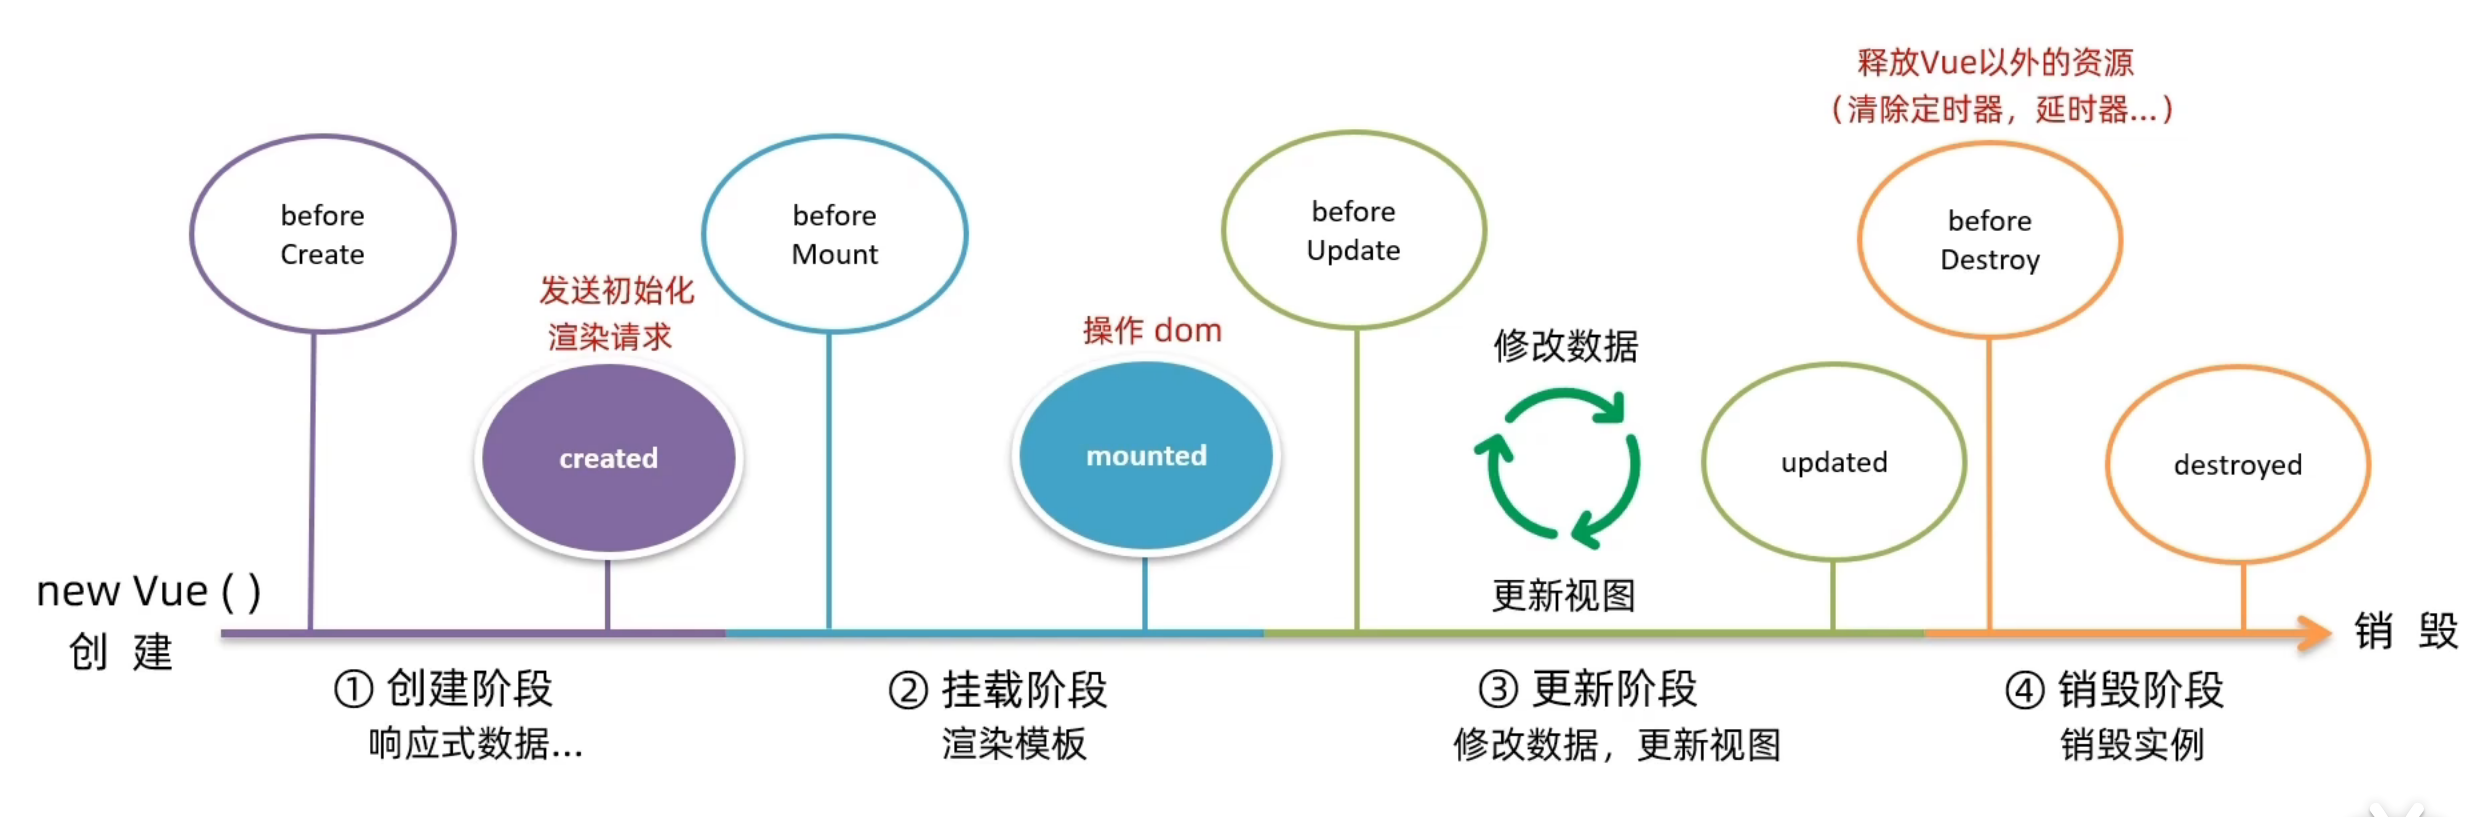 释放Vue以外的资源
（清除定时器，延时器...）
before
Create
before
Mount
before
Update
before
Destroy
发送初始化
渲染请求
操作 dom
修改数据
created
mounted
updated
destroyed
更新视图
new Vue ( )
创 建
销 毁
① 创建阶段
响应式数据...
② 挂载阶段
渲染模板
③ 更新阶段
修改数据，更新视图
④ 销毁阶段
销毁实例